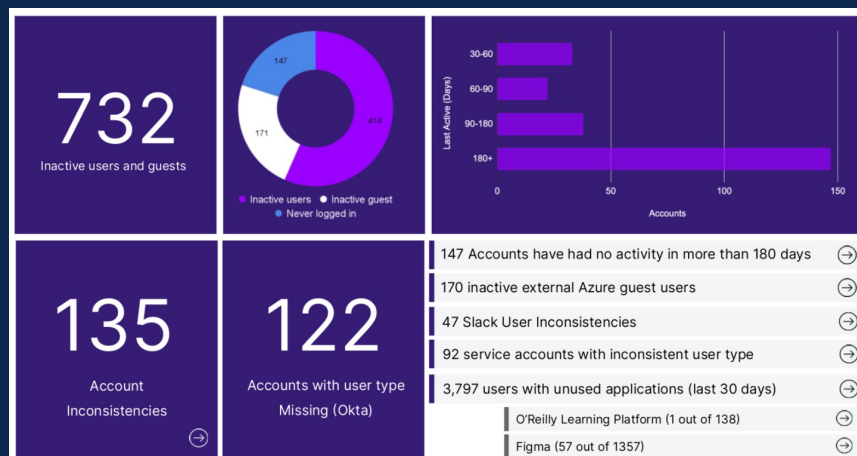 732
Inactive users and guests
147
171
414
Inactive users
Inactive guest
Never logged in
Last Active (Days)
30-60
60-90
90-180
180+
0
50
100
150
Accounts
135
Account
Inconsistencies
122
Accounts with user type
Missing (Okta)
147 Accounts have had no activity in more than 180 days
170 inactive external Azure guest users
47 Slack User Inconsistencies
92 service accounts with inconsistent user type
3,797 users with unused applications (last 30 days)
O'Reilly Learning Platform (1 out of 138)
Figma (57 out of 1357)